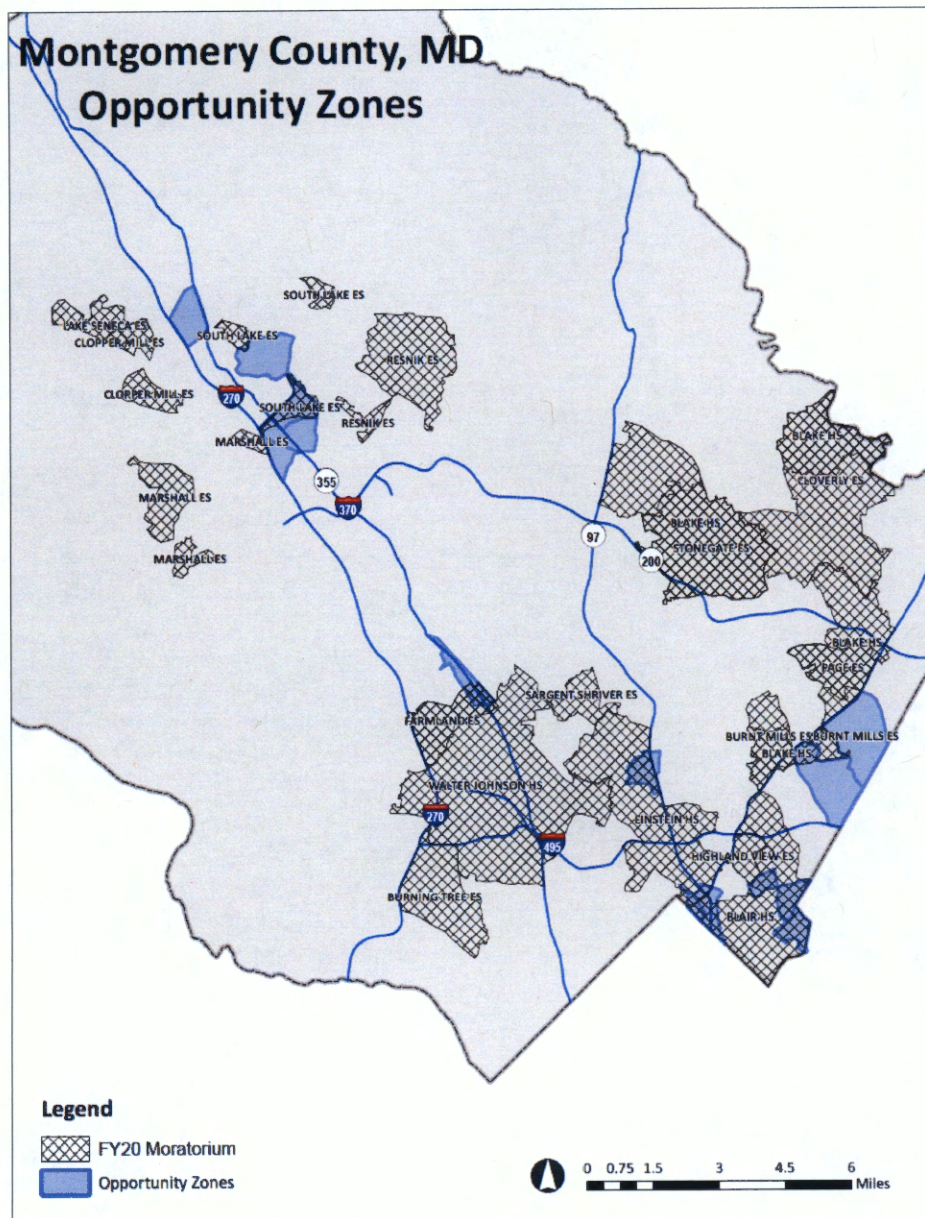 Montgomery County, MD
Opportunity Zones
SOUTH LAKE ES
LAKE SENECA ES
SOUTH LAKE ES
CLOPPER MILL ES
RESNIK ES
CLOPPER MILL ES
270
SOUTH LAKE ES
RESNIK ES
MARSHALL ES
BLAKE HS
355
CLOVERLY ES
MARSHALL ES
370
BLAKE HS
97
STONEGATE ES
MARSHALL ES
200
BLAKE HS
PAGE ES
SARGENT SHRIVER ES
FARMLAND ES
BURNT MILLS ES
BURNT MILLS ES
BLAKE HS
WALTER JOHNSON HS
270
EINSTEIN HS
495
HIGHLAND VIEW ES
BURNING TREE ES
BLAIR HS
Legend
FY20 Moratorium
Opportunity Zones
0 0.75 1.5 3 4.5 6
Miles